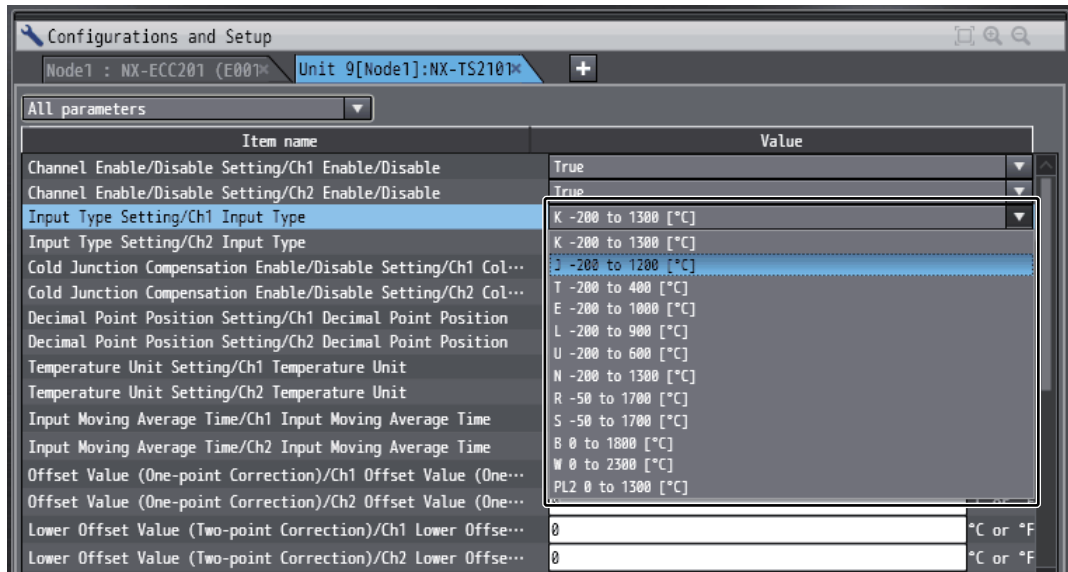 Configurations and Setup
Node1 : NX-ECC201 (E001
Unit 9[Node1]:NX-TS2101
All parameters
Item name Value
Channel Enable/Disable Setting/Ch1 Enable/Disable True
Channel Enable/Disable Setting/Ch2 Enable/Disable True
Input Type Setting/Ch1 Input Type K -200 to 1300 [°C]
Input Type Setting/Ch2 Input Type
Cold Junction Compensation Enable/Disable Setting/Ch1 Col···
Cold Junction Compensation Enable/Disable Setting/Ch2 Col···
Decimal Point Position Setting/Ch1 Decimal Point Position
Decimal Point Position Setting/Ch2 Decimal Point Position
Temperature Unit Setting/Ch1 Temperature Unit
Temperature Unit Setting/Ch2 Temperature Unit
Input Moving Average Time/Ch1 Input Moving Average Time
Input Moving Average Time/Ch2 Input Moving Average Time
Offset Value (One-point Correction)/Ch1 Offset Value (One···
Offset Value (One-point Correction)/Ch2 Offset Value (One···
K -200 to 1300 [°C]
J -200 to 1200 [°C]
T -200 to 400 [°C]
E -200 to 1000 [°C]
L -200 to 900 [°C]
U -200 to 600 [°C]
N -200 to 1300 [°C]
R -50 to 1700 [°C]
S -50 to 1700 [°C]
B 0 to 1800 [°C]
W 0 to 2300 [°C]
PL2 0 to 1300 [°C]
Lower Offset Value (Two-point Correction)/Ch1 Lower Offse··· 0 °C or °F
Lower Offset Value (Two-point Correction)/Ch2 Lower Offse··· 0 °C or °F